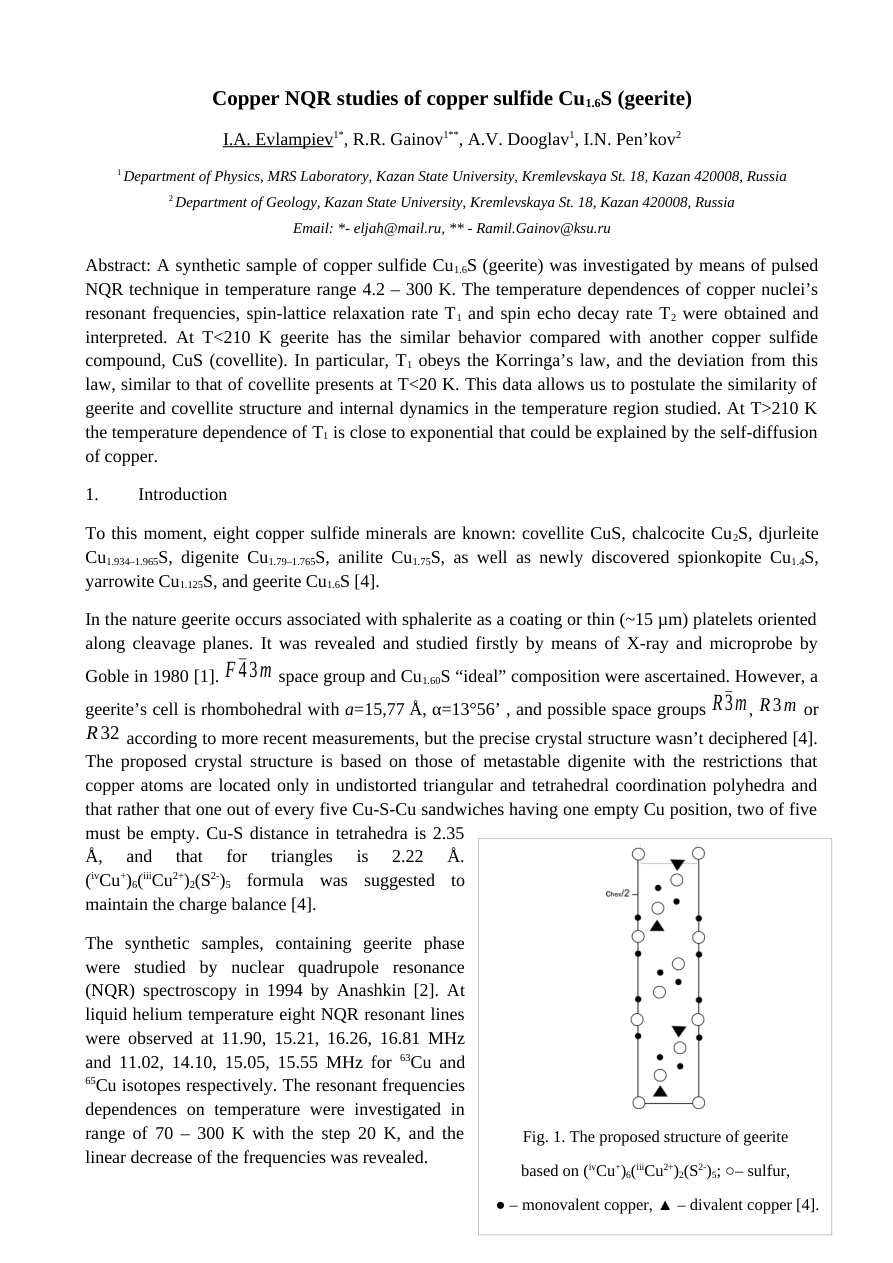 Copper NQR studies of copper sulfide Cu1.6S (geerite)
I.A. Evlampiev1*, R.R. Gainov1**, A.V. Dooglav1, I.N. Pen’kov2
1 Department of Physics, MRS Laboratory, Kazan State University, Kremlevskaya St. 18, Kazan 420008, Russia
2 Department of Geology, Kazan State University, Kremlevskaya St. 18, Kazan 420008, Russia
Email: *- eljah@mail.ru, ** - Ramil.Gainov@ksu.ru
Abstract: A synthetic sample of copper sulfide Cu1.6S (geerite) was investigated by means of pulsed
NQR technique in temperature range 4.2 – 300 K. The temperature dependences of copper nuclei’s
resonant frequencies, spin-lattice relaxation rate T1 and spin echo decay rate T2 were obtained and
interpreted. At T<210 K geerite has the similar behavior compared with another copper sulfide
compound, CuS (covellite). In particular, T1 obeys the Korringa’s law, and the deviation from this
law, similar to that of covellite presents at T<20 K. This data allows us to postulate the similarity of
geerite and covellite structure and internal dynamics in the temperature region studied. At T>210 K
the temperature dependence of T1 is close to exponential that could be explained by the self-diffusion
of copper.
1. Introduction
To this moment, eight copper sulfide minerals are known: covellite CuS, chalcocite Cu2S, djurleite
Cu1.934–1.965S, digenite Cu1.79–1.765S, anilite Cu1.75S, as well as newly discovered spionkopite Cu1.4S,
yarrowite Cu1.125S, and geerite Cu1.6S [4].
In the nature geerite occurs associated with sphalerite as a coating or thin (~15 µm) platelets oriented
along cleavage planes. It was revealed and studied firstly by means of X-ray and microprobe by
Goble in 1980 [1]. F4̅3m space group and Cu1.60S “ideal” composition were ascertained. However, a
geerite’s cell is rhombohedral with a=15,77 Å, α=13°56’ , and possible space groups R3̅m, R3m or
R32 according to more recent measurements, but the precise crystal structure wasn’t deciphered [4].
The proposed crystal structure is based on those of metastable digenite with the restrictions that
copper atoms are located only in undistorted triangular and tetrahedral coordination polyhedra and
that rather that one out of every five Cu-S-Cu sandwiches having one empty Cu position, two of five
must be empty. Cu-S distance in tetrahedra is 2.35
Å, and that for triangles is 2.22 Å.
(ivCu+)6(iiiCu2+)2(S2-)5 formula was suggested to
maintain the charge balance [4].
The synthetic samples, containing geerite phase
were studied by nuclear quadrupole resonance
(NQR) spectroscopy in 1994 by Anashkin [2]. At
liquid helium temperature eight NQR resonant lines
were observed at 11.90, 15.21, 16.26, 16.81 MHz
and 11.02, 14.10, 15.05, 15.55 MHz for 63Cu and
65Cu isotopes respectively. The resonant frequencies
dependences on temperature were investigated in
range of 70 – 300 K with the step 20 K, and the
linear decrease of the frequencies was revealed.
chex/2
Fig. 1. The proposed structure of geerite
based on (ivCu+)6(iiiCu2+)2(S2-)5; ○– sulfur,
● – monovalent copper, ▲ – divalent copper [4].